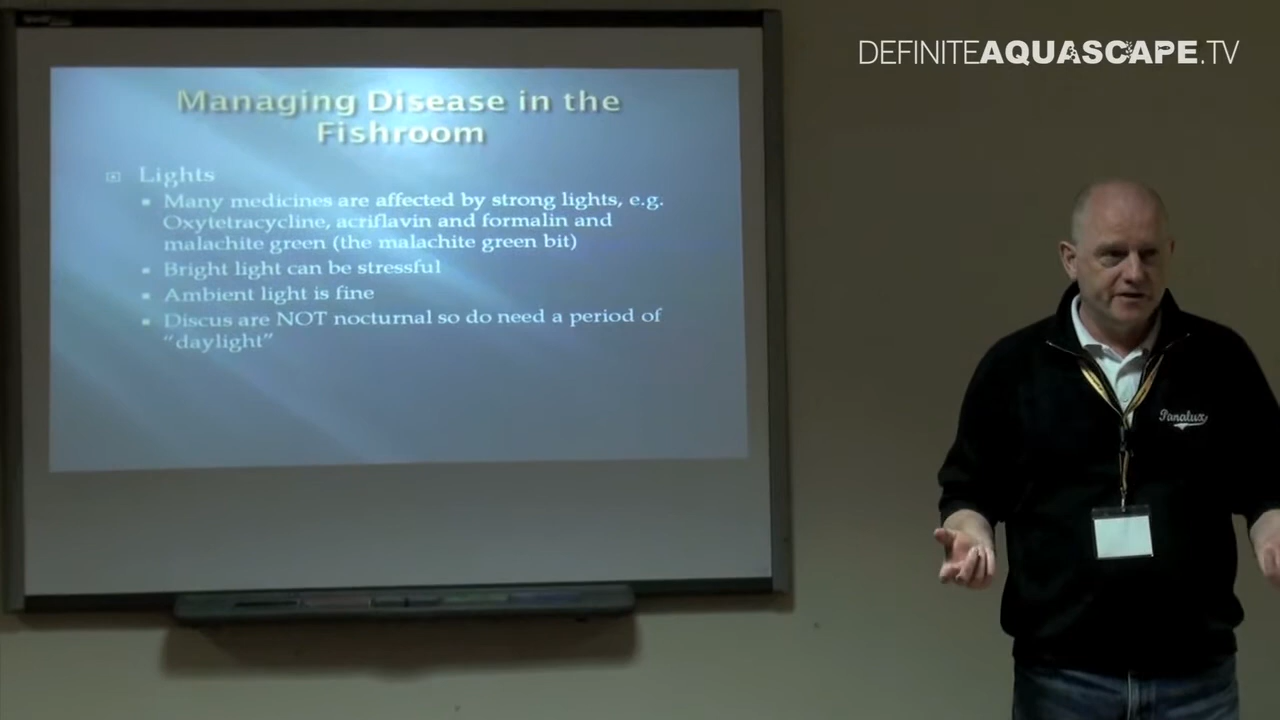 DEFINITEAQUASCAPE.TV
Managing Disease in the
Fishroom
Lights
Many medicines are affected by strong lights, e.g.
Oxytetracycline, acriflavin and formalin and
malachite green (the malachite green bit)
Bright light can be stressful
Ambient light is fine
Discus are NOT nocturnal so do need a period of
“daylight”
Panalux